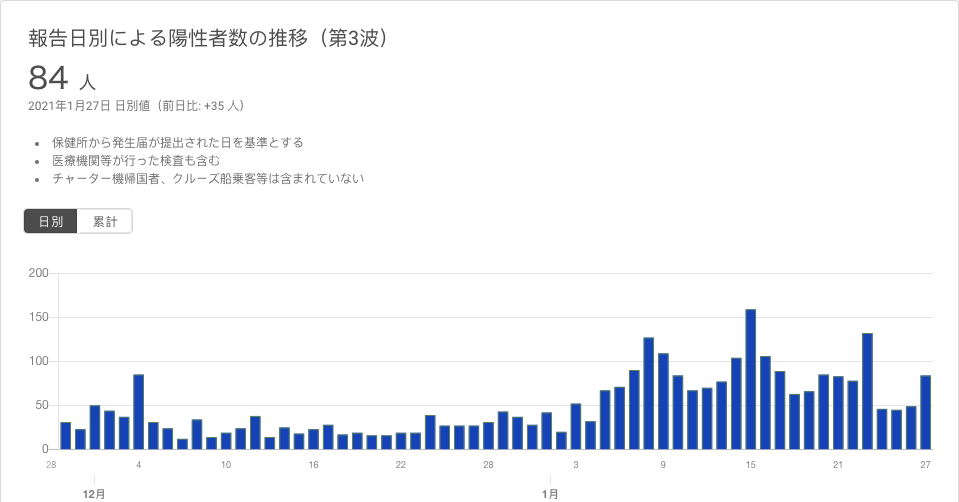 報告日別による陽性者数の推移（第3波）
84 人
2021年1月27日 日別値（前日比: +35 人）
• 保健所から発生届が提出された日を基準とする
• 医療機関等が行った検査も含む
• チャーター機帰国者、クルーズ船乗客等は含まれていない
日別 累計
200
150
100
50
0
28 4 10 16 22 28 3 9 15 21 27
12月 1月